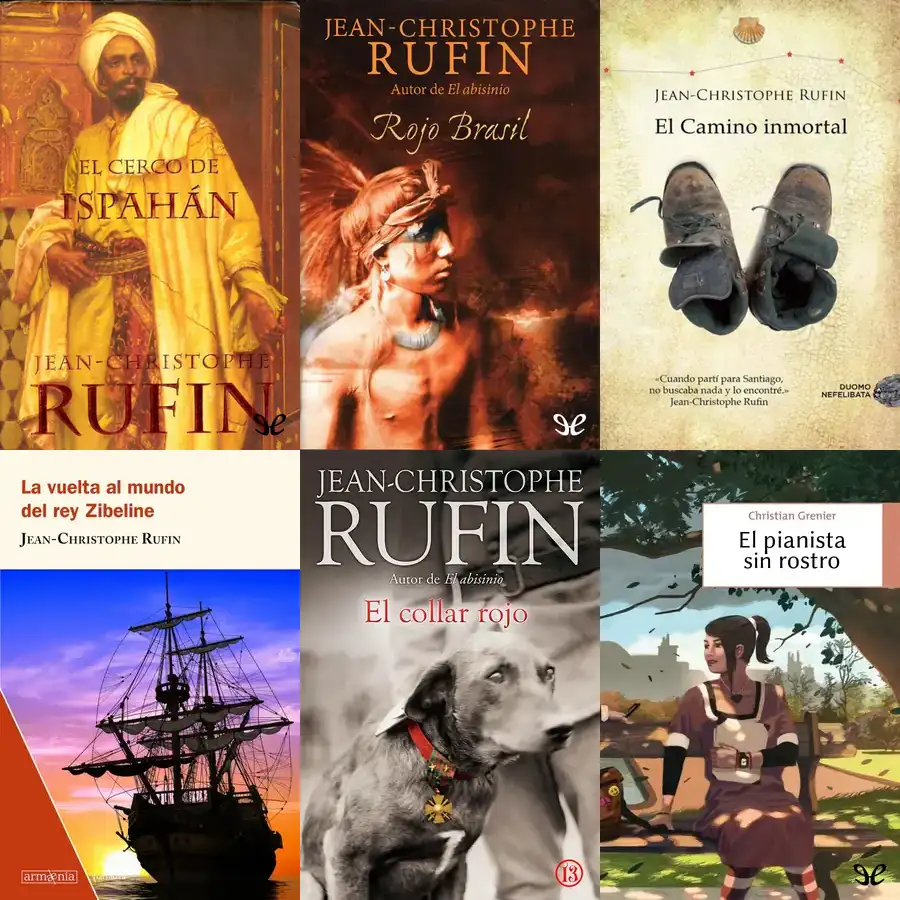 EL CERCO DE
ISPAHÁN
JEAN-CHRISTOPHE
RUFIN
JEAN-CHRISTOPHE
RUFIN
Autor de El abisinio
Rojo Brasil
JEAN-CHRISTOPHE RUFIN
El Camino inmortal
«Cuando partí para Santiago,
no buscaba nada y lo encontré.»
Jean-Christophe Rufin
DUOMO
NEFELIBATA
La vuelta al mundo
del rey Zibeline
JEAN-CHRISTOPHE RUFIN
armænia
JEAN-CHRISTOPHE
RUFIN
Autor de El abisinio
El collar rojo
13
Christian Grenier
El pianista
sin rostro